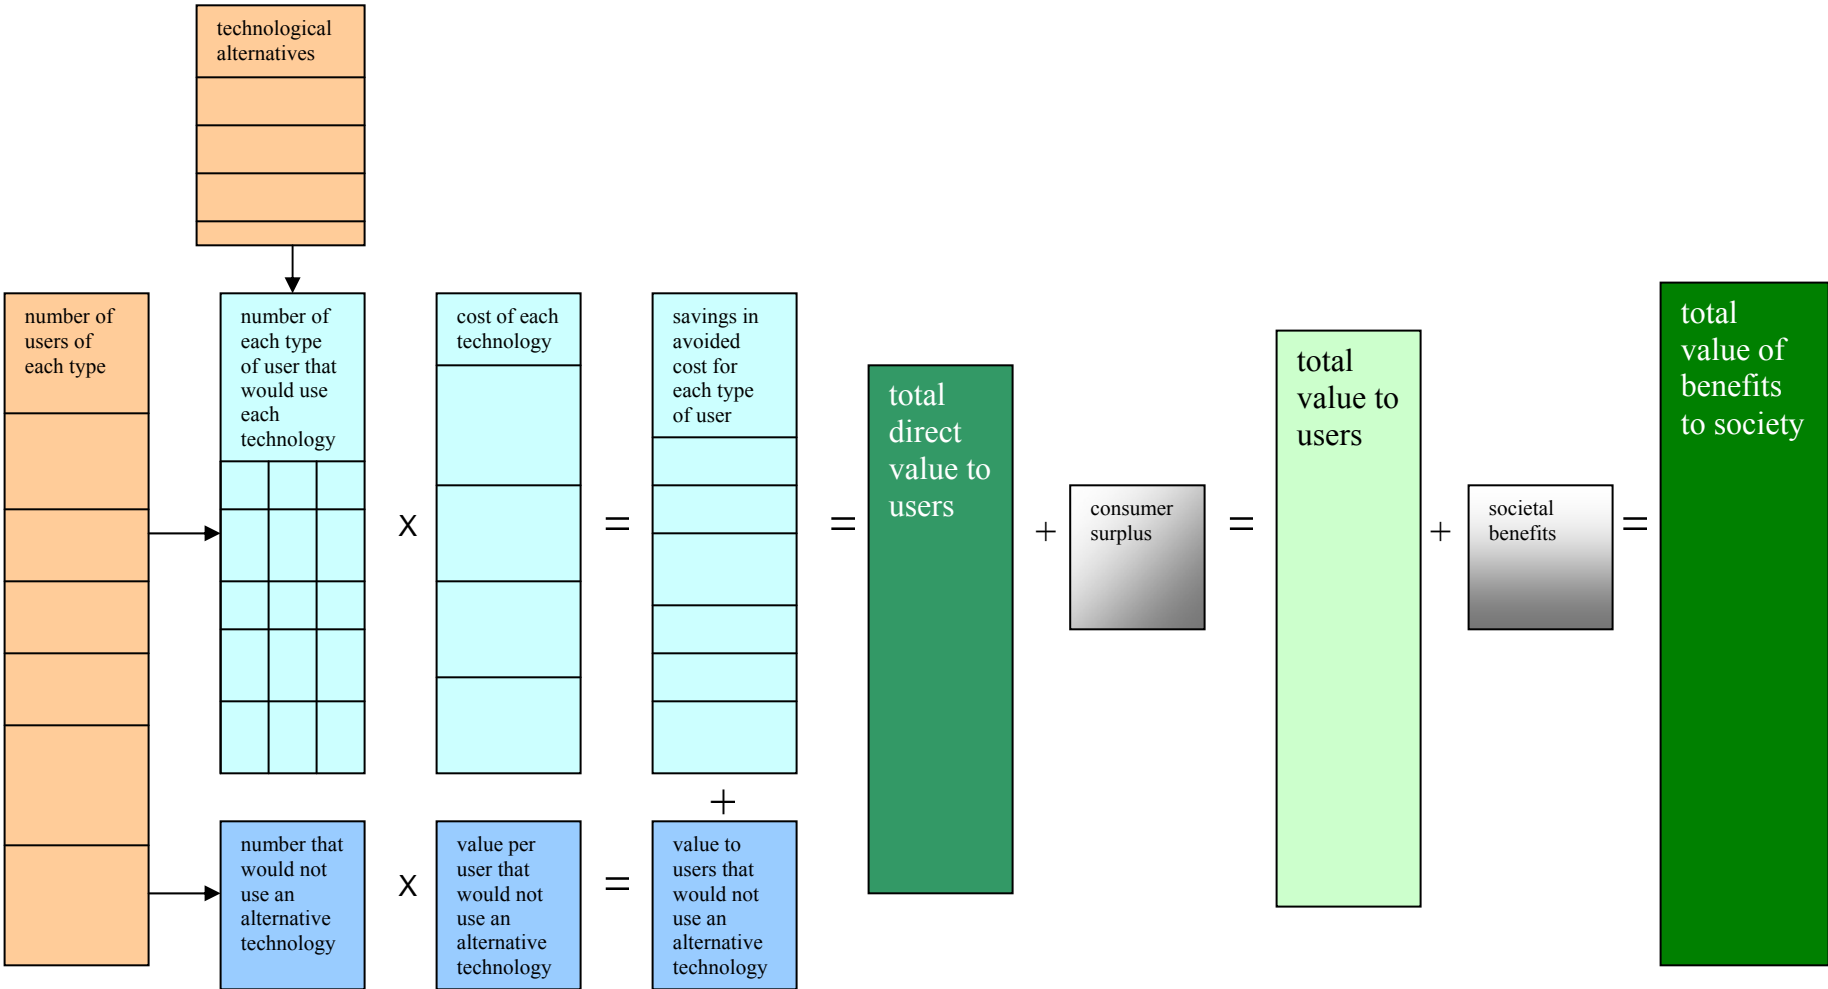 technological
alternatives
number of
users of
each type
number of
each type
of user that
would use
each
technology
x
cost of each
technology
=
savings in
avoided
cost for
each type
of user
=
total
direct
value to
users
+
consumer
surplus
=
total
value to
users
+
societal
benefits
=
total
value of
benefits
to society
+
number that
would not
use an
alternative
technology
x
value per
user that
would not
use an
alternative
technology
=
value to
users that
would not
use an
alternative
technology